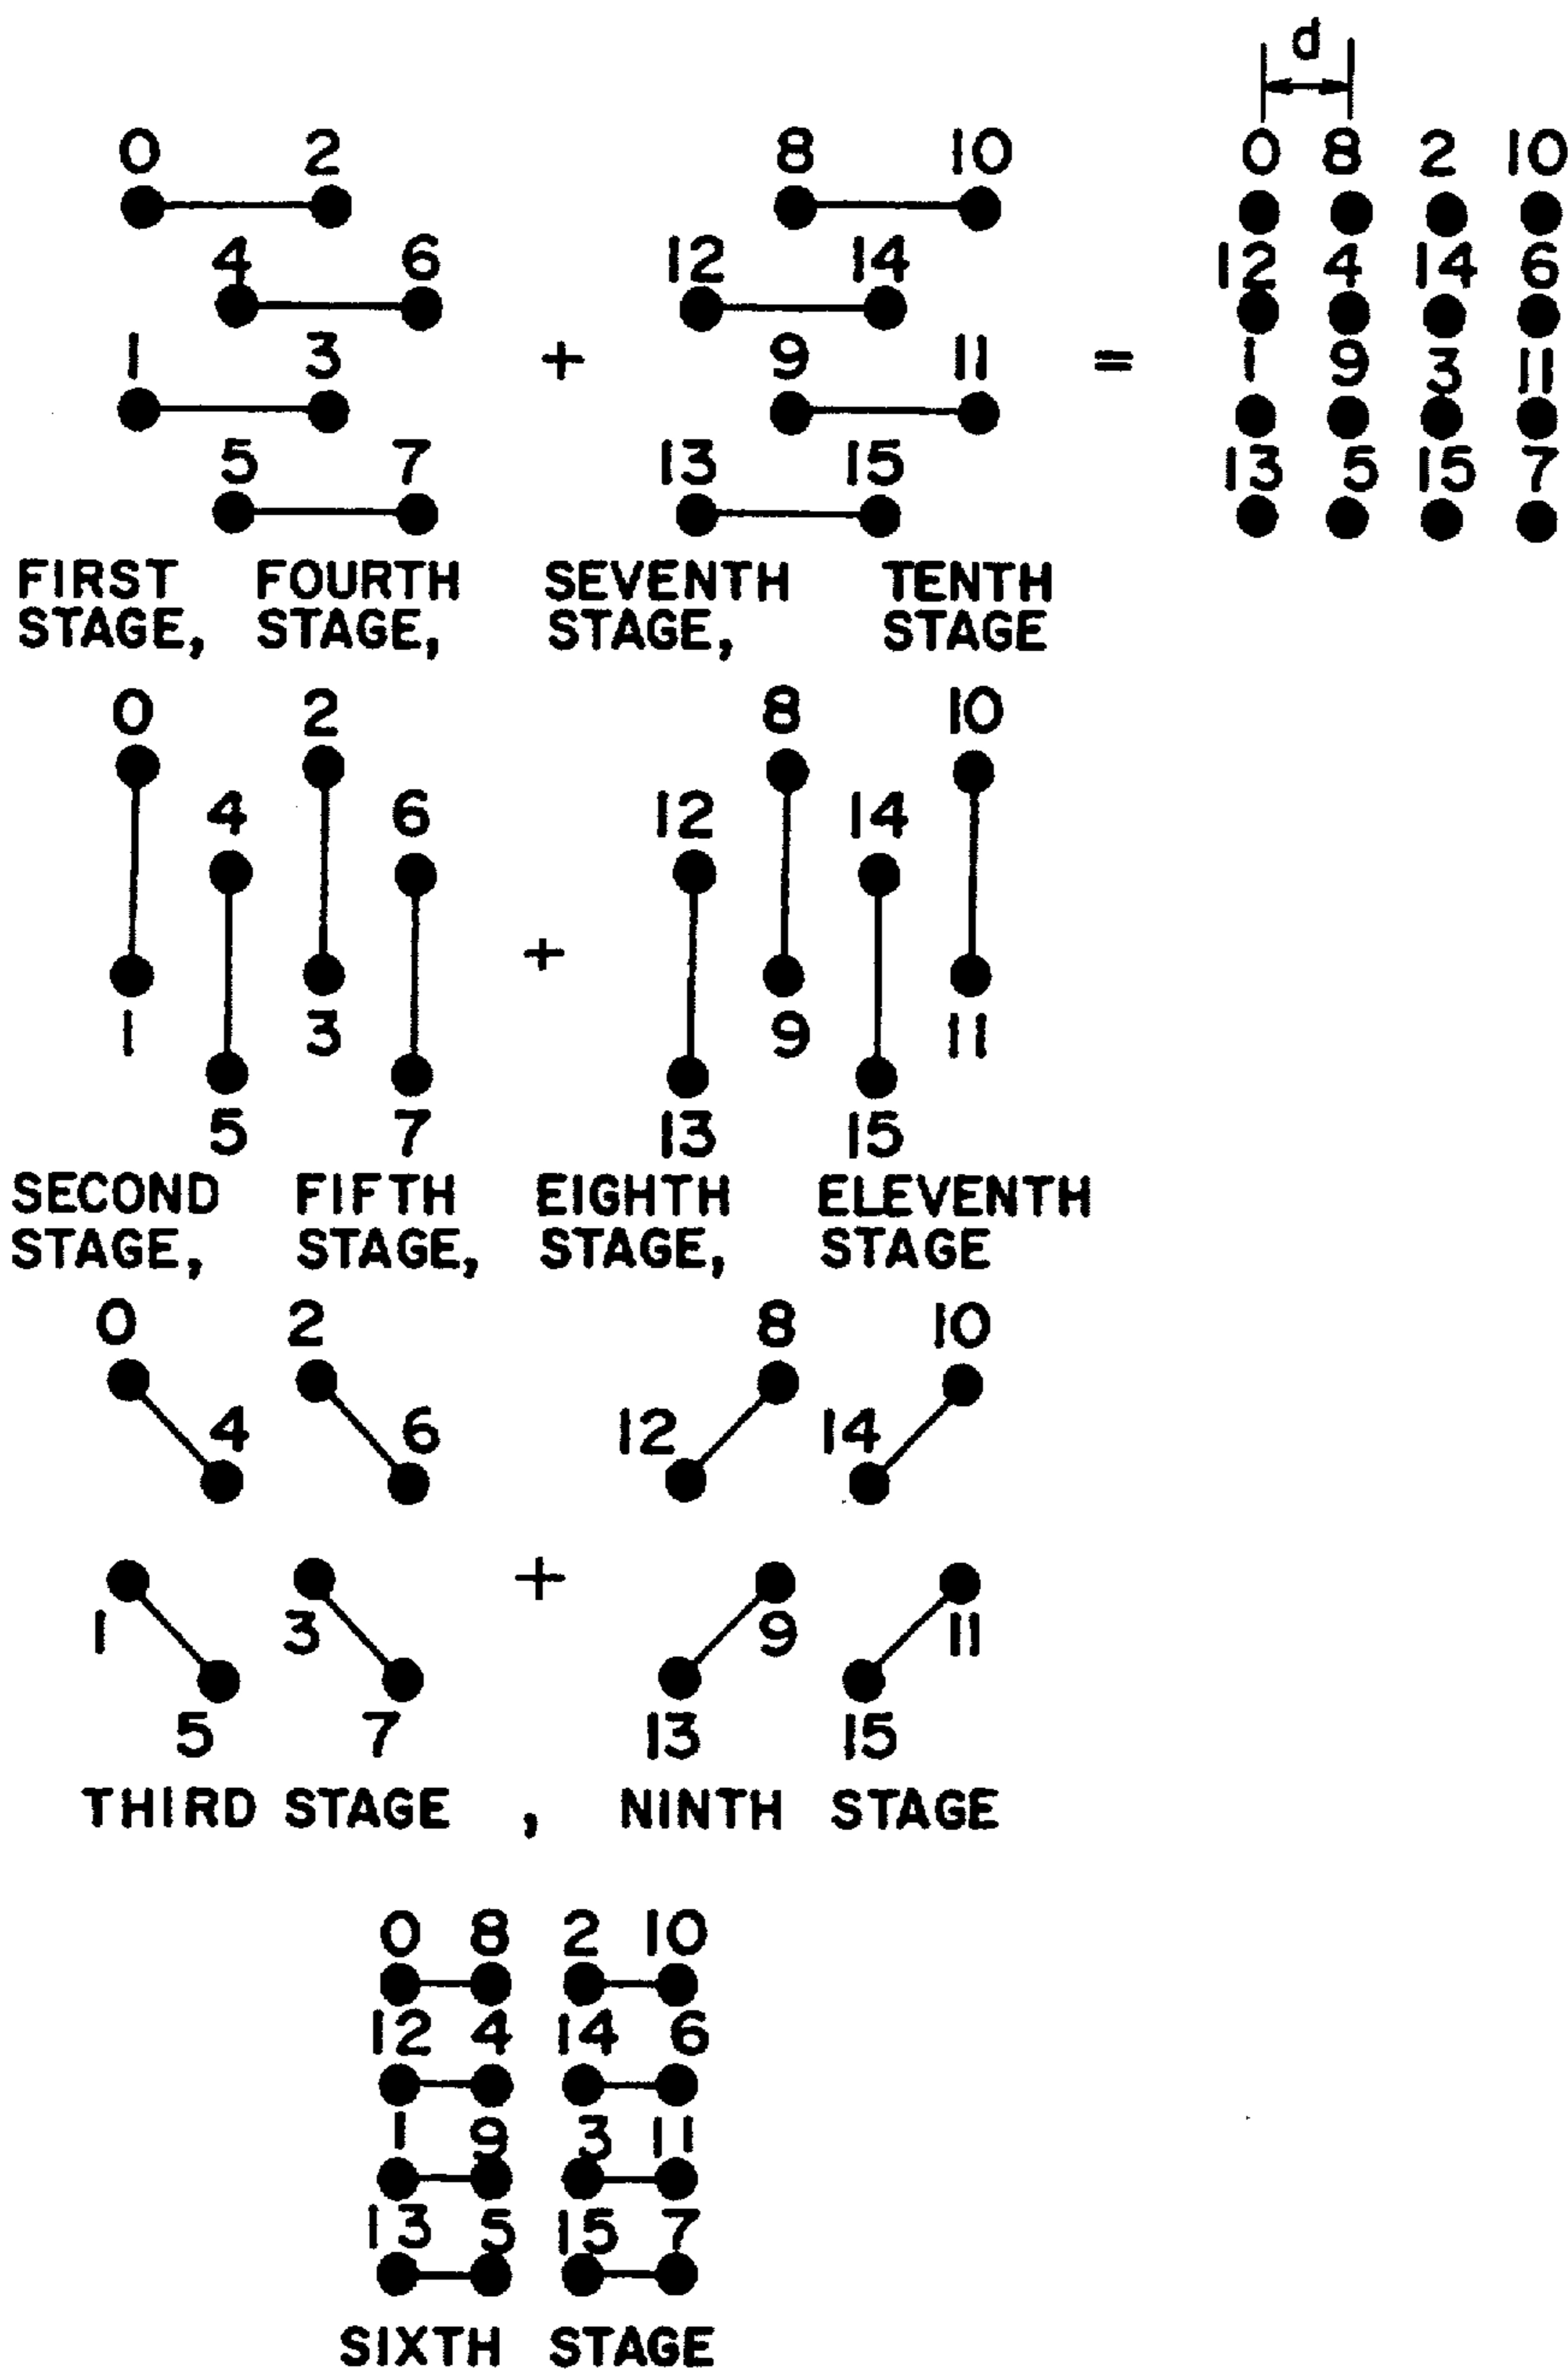 d
0 2 8 10 0 8 2 10
4 6 12 14 12 4 14 6
1 3 + 9 11 = 1 9 3 11
5 7 13 15 13 5 15 7
FIRST FOURTH SEVENTH TENTH
STAGE, STAGE, STAGE, STAGE
0 2 8 10
4 6 12 14
+
1 3 9 11
5 7 13 15
SECOND FIFTH EIGHTH ELEVENTH
STAGE, STAGE, STAGE, STAGE
0 2 8 10
4 6 12 14
+
1 3 9 11
5 7 13 15
THIRD STAGE , NINTH STAGE
0 8 2 10
12 4 14 6
1 9 3 11
13 5 15 7
SIXTH STAGE